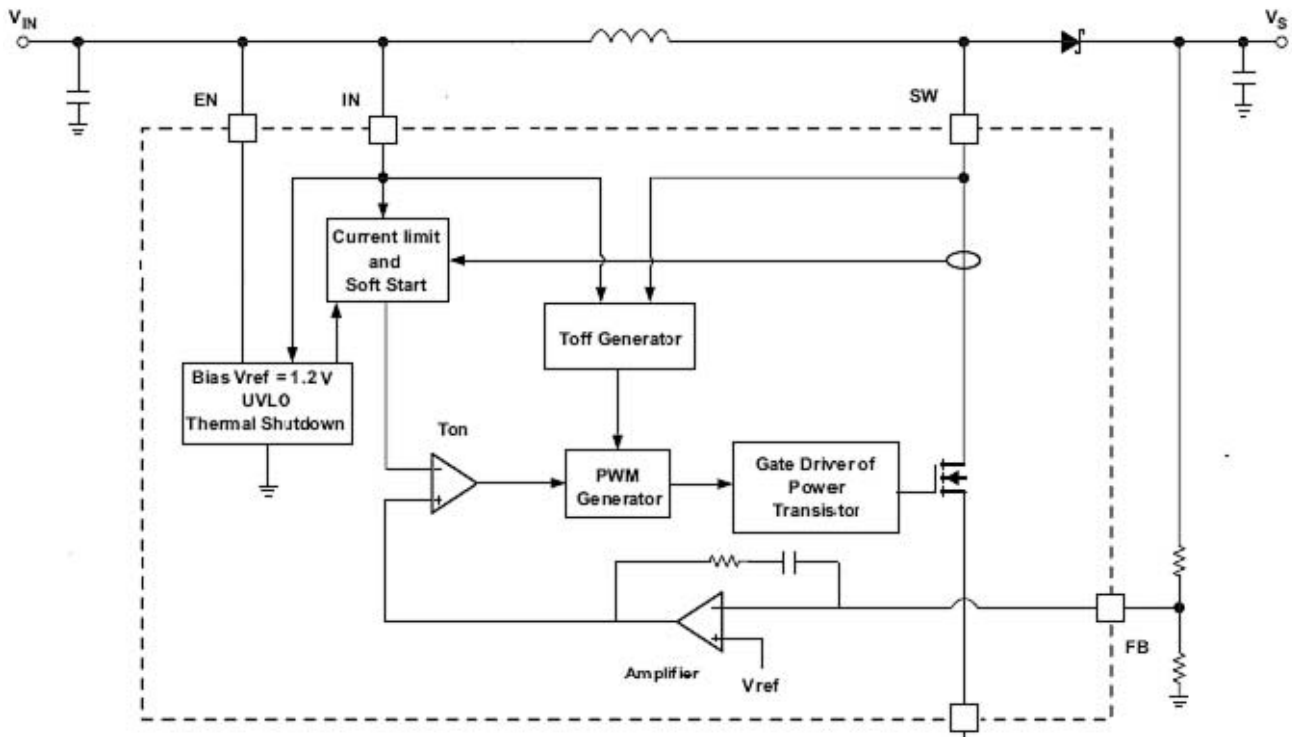 VIN
VS
EN
IN
SW
Current limit
and
Soft Start
Toff Generator
Bias Vref = 1.2 V
UVLO
Thermal Shutdown
Ton
PWM
Generator
Gate Driver of
Power
Transistor
FB
Amplifier
Vref